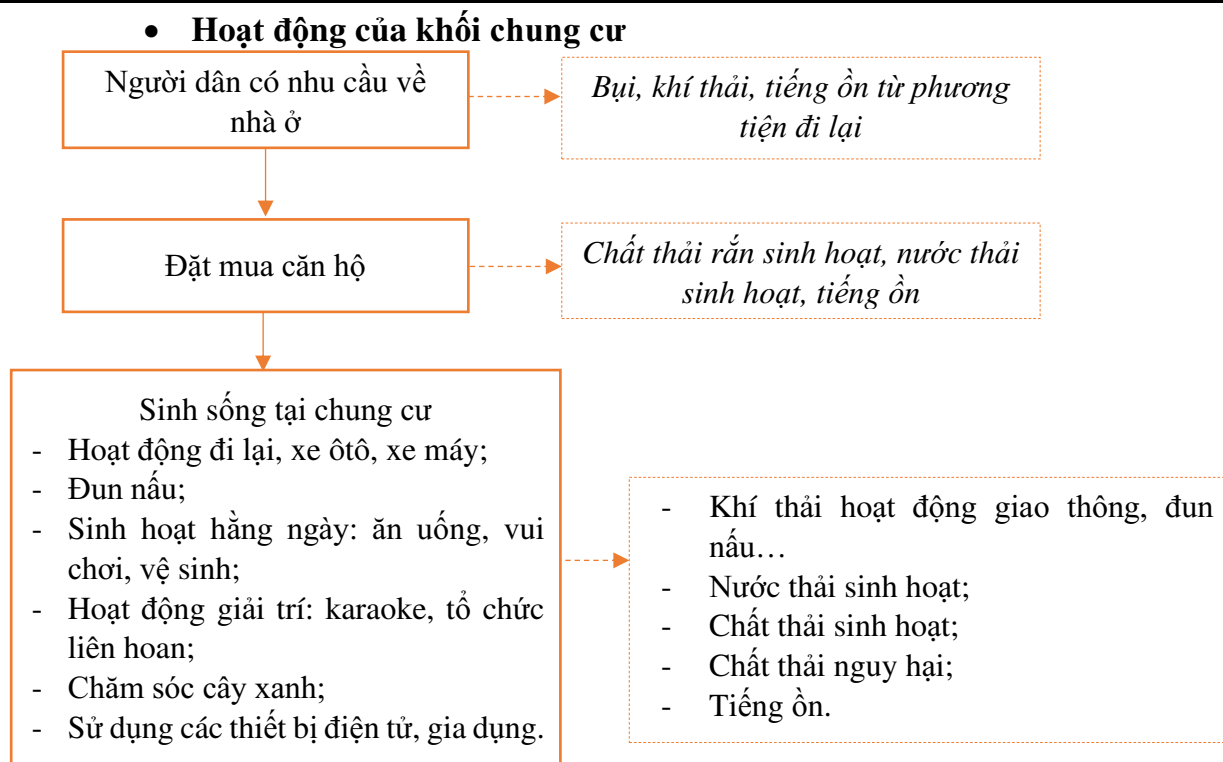 • Hoạt động của khối chung cư
Người dân có nhu cầu về
nhà ở
Bụi, khí thải, tiếng ồn từ phương
tiện đi lại
Đặt mua căn hộ
Chất thải rắn sinh hoạt, nước thải
sinh hoạt, tiếng ồn
Sinh sống tại chung cư
- Hoạt động đi lại, xe ôtô, xe máy;
- Đun nấu;
- Sinh hoạt hằng ngày: ăn uống, vui
chơi, vệ sinh;
- Hoạt động giải trí: karaoke, tổ chức
liên hoan;
- Chăm sóc cây xanh;
- Sử dụng các thiết bị điện tử, gia dụng.
- Khí thải hoạt động giao thông, đun
nấu…
- Nước thải sinh hoạt;
- Chất thải sinh hoạt;
- Chất thải nguy hại;
- Tiếng ồn.